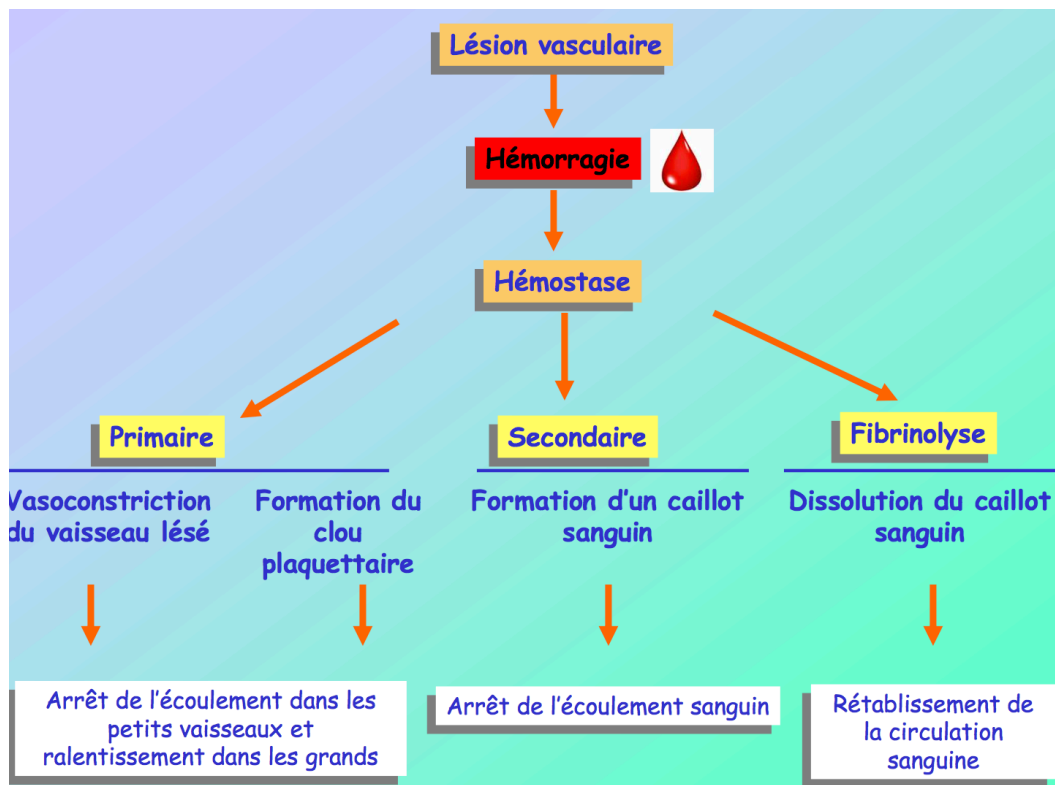 Lésion vasculaire
Hémorragie
Hémostase
Primaire
Secondaire
Fibrinolyse
Vasoconstriction
du vaisseau lésé
Formation du
clou
plaquettaire
Formation d'un caillot
sanguin
Dissolution du caillot
sanguin
Arrêt de l'écoulement dans les
petits vaisseaux et
ralentissement dans les grands
Arrêt de l'écoulement sanguin
Rétablissement de
la circulation
sanguine